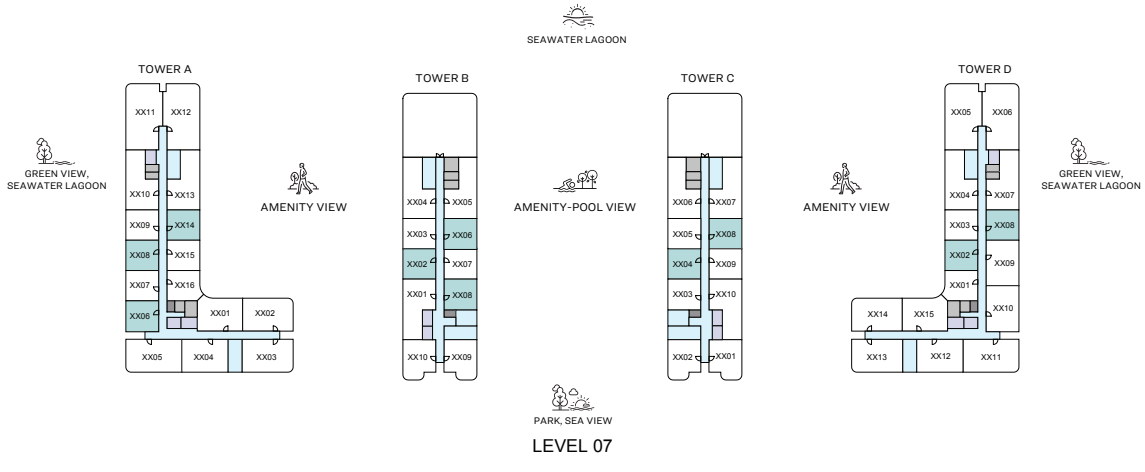 SEAWATER LAGOON
TOWER A
TOWER B
TOWER C
TOWER D
XX11
XX12
XX10
XX13
XX09
XX14
XX08
XX15
XX07
XX16
XX06
XX01
XX02
XX05
XX04
XX03
XX04
XX05
XX03
XX06
XX02
XX07
XX01
XX08
XX10
XX09
XX06
XX07
XX05
XX08
XX04
XX09
XX03
XX10
XX02
XX01
XX05
XX06
XX04
XX07
XX03
XX08
XX02
XX09
XX01
XX10
XX14
XX15
XX13
XX12
XX11
GREEN VIEW,
SEAWATER LAGOON
AMENITY VIEW
AMENITY-POOL VIEW
AMENITY VIEW
GREEN VIEW,
SEAWATER LAGOON
PARK, SEA VIEW
LEVEL 07